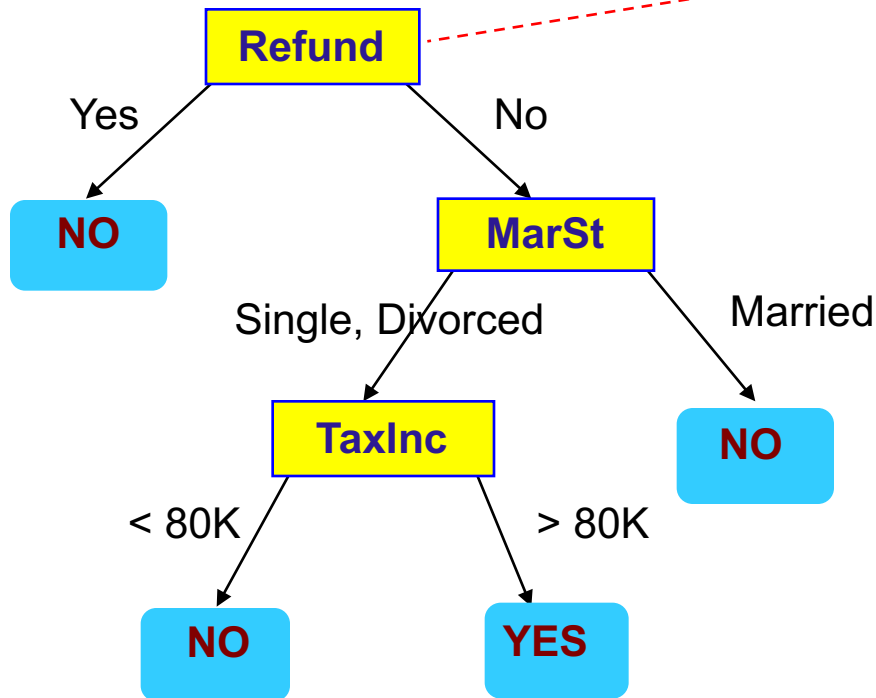 Refund
Yes
No
NO
MarSt
Single, Divorced
Married
TaxInc
NO
< 80K
> 80K
NO
YES